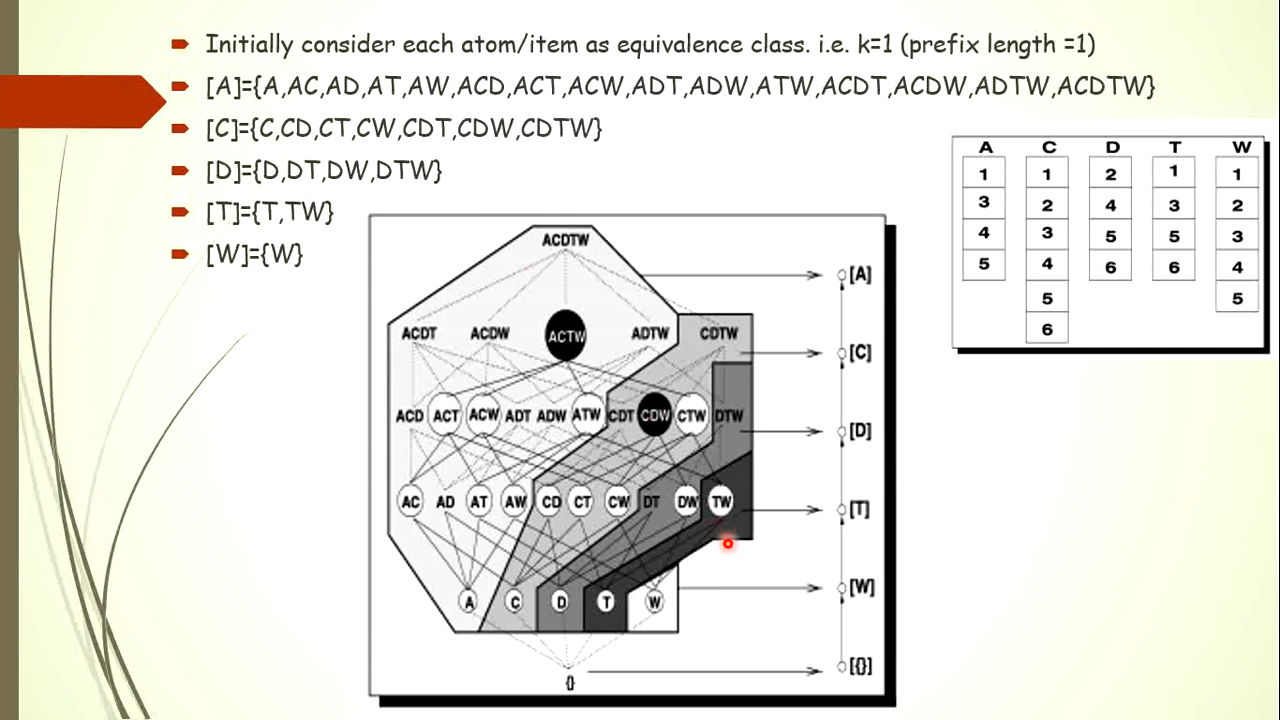 Initially consider each atom/item as equivalence class. i.e. k=1 (prefix length =1)
[A]={A,AC,AD,AT,AW,ACD,ACT,ACW,ADT,ADW,ATW,ACDT,ACDW,ADTW,ACDTW}
[C]={C,CD,CT,CW,CDT,CDW,CDTW}
[D]={D,DT,DW,DTW}
[T]={T,TW}
[W]={W}
A C D T W
1 1 2 1 1
3 2 4 3 2
4 3 5 5 3
5 4 6 6 4
5 5
6
ACDTW
[A]
ACDT ACDW ACTW ADTW CDTW
[C]
ACD ACT ACW ADT ADW ATW CDT CDW CTW DTW
[D]
AC AD AT AW CD CT CW DT DW TW
[T]
A C D T W
[W]
{}
[{}]